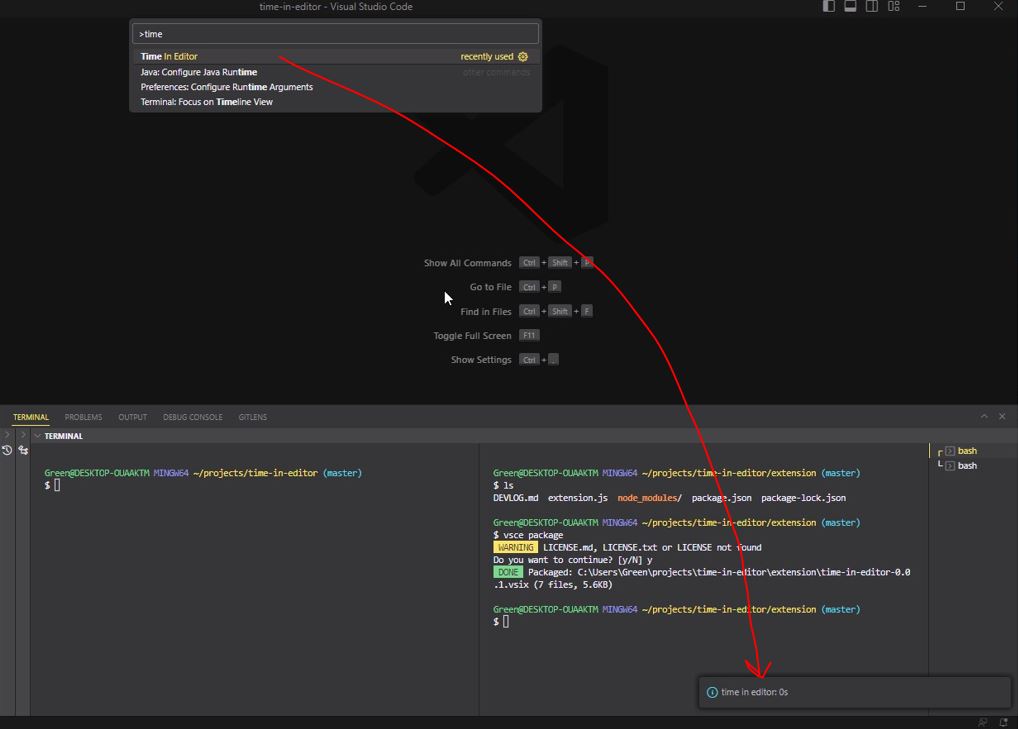 time-in-editor - Visual Studio Code
>time
Time In Editor recently used
Java: Configure Java Runtime other commands
Preferences: Configure Runtime Arguments
Terminal: Focus on Timeline View
Show All Commands Ctrl + Shift + P
Go to File Ctrl + P
Find in Files Ctrl + Shift + F
Toggle Full Screen F11
Show Settings Ctrl + ,
TERMINAL PROBLEMS OUTPUT DEBUG CONSOLE GITLENS
TERMINAL
Green@DESKTOP-OUAAKTM MINGW64 ~/projects/time-in-editor (master)
$
Green@DESKTOP-OUAAKTM MINGW64 ~/projects/time-in-editor/extension (master)
$ ls
DEVLOG.md extension.js node_modules/ package.json package-lock.json
Green@DESKTOP-OUAAKTM MINGW64 ~/projects/time-in-editor/extension (master)
$ vsce package
WARNING LICENSE.md, LICENSE.txt or LICENSE not found
Do you want to continue? [y/N] y
DONE Packaged: C:\Users\Green\projects\time-in-editor\extension\time-in-editor-0.0
.1.vsix (7 files, 5.6KB)
Green@DESKTOP-OUAAKTM MINGW64 ~/projects/time-in-editor/extension (master)
$
bash
bash
time in editor: 0s